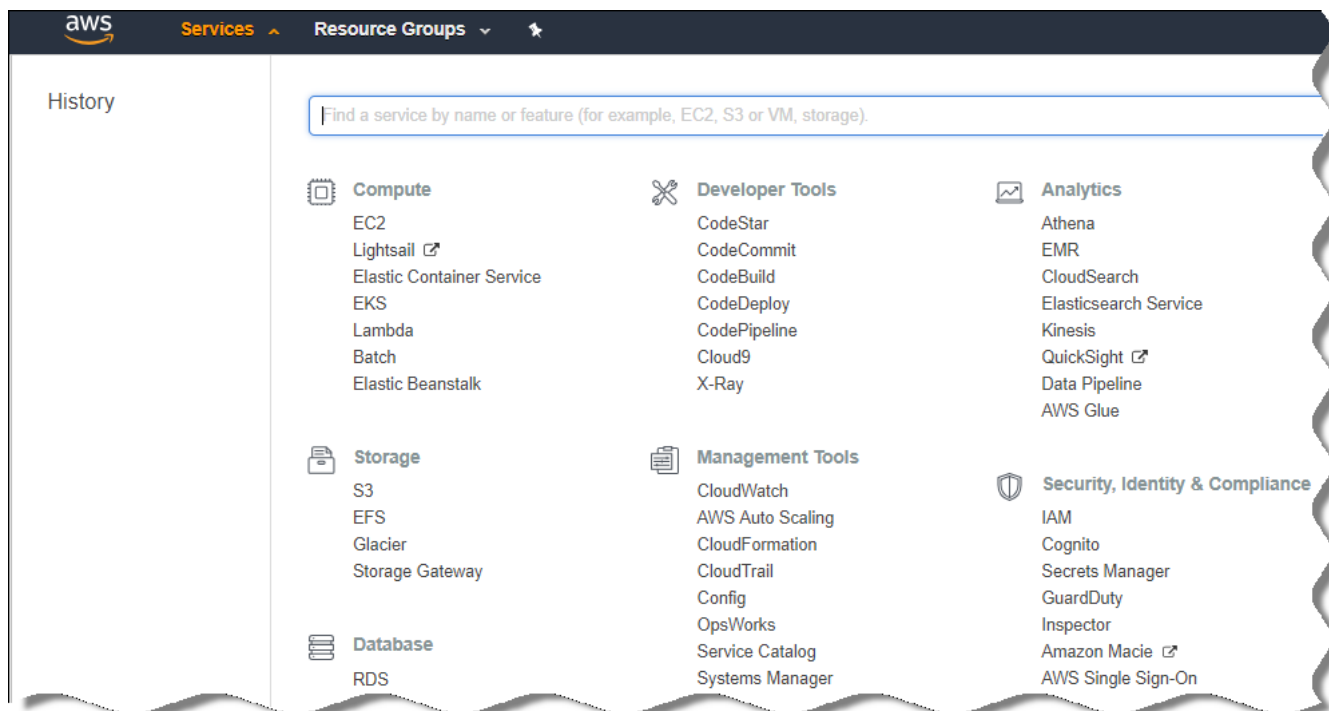 aws Services Resource Groups
History
Find a service by name or feature (for example, EC2, S3 or VM, storage).
Compute
EC2
Lightsail
Elastic Container Service
EKS
Lambda
Batch
Elastic Beanstalk
Storage
S3
EFS
Glacier
Storage Gateway
Database
RDS
Developer Tools
CodeStar
CodeCommit
CodeBuild
CodeDeploy
CodePipeline
Cloud9
X-Ray
Management Tools
CloudWatch
AWS Auto Scaling
CloudFormation
CloudTrail
Config
OpsWorks
Service Catalog
Systems Manager
Analytics
Athena
EMR
CloudSearch
Elasticsearch Service
Kinesis
QuickSight
Data Pipeline
AWS Glue
Security, Identity & Compliance
IAM
Cognito
Secrets Manager
GuardDuty
Inspector
Amazon Macie
AWS Single Sign-On